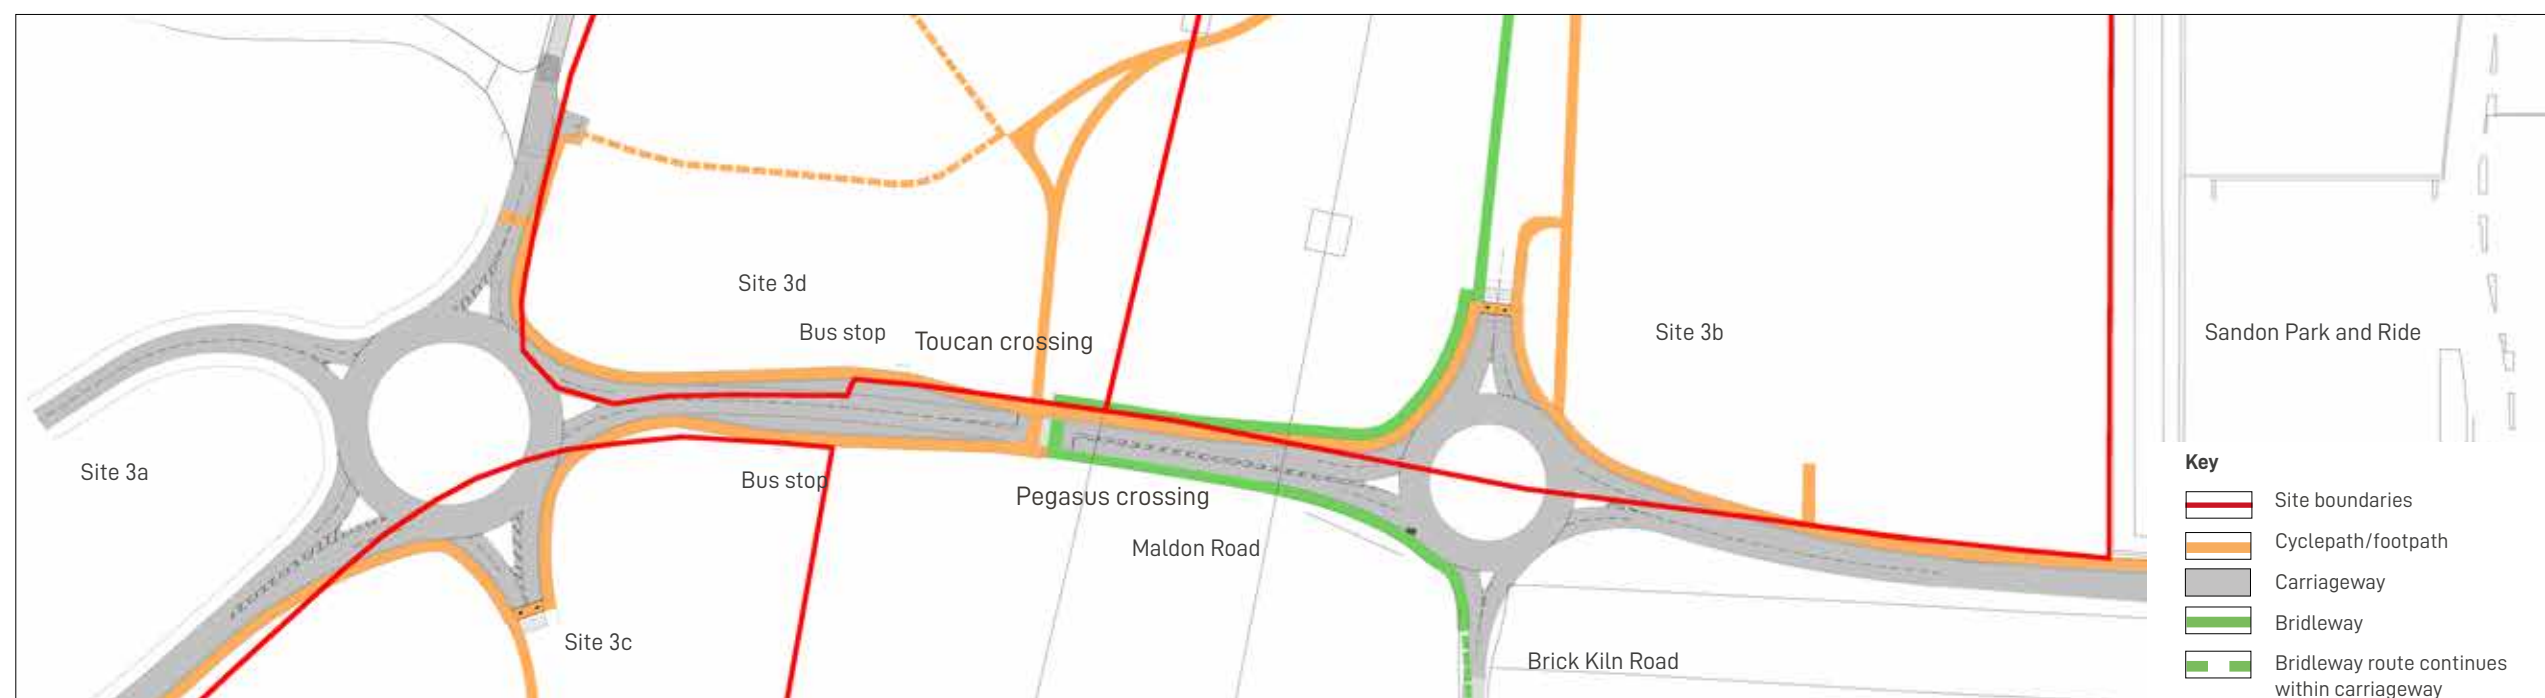 Site 3d
Bus stop
Toucan crossing
Site 3b
Sandon Park and Ride
Site 3a
Bus stop
Pegasus crossing
Maldon Road
Site 3c
Brick Kiln Road
Key
Site boundaries
Cyclepath/footpath
Carriageway
Bridleway
Bridleway route continues
within carriageway